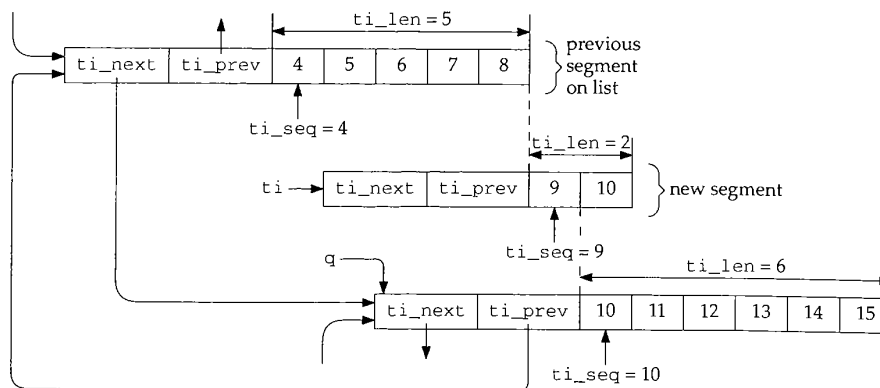 ti_len = 5
ti_next ti_prev 4 5 6 7 8
previous
segment
on list
ti_seq = 4
ti_len = 2
ti ti_next ti_prev 9 10
new segment
ti_seq = 9
q
ti_len = 6
ti_next ti_prev 10 11 12 13 14 15
ti_seq = 10